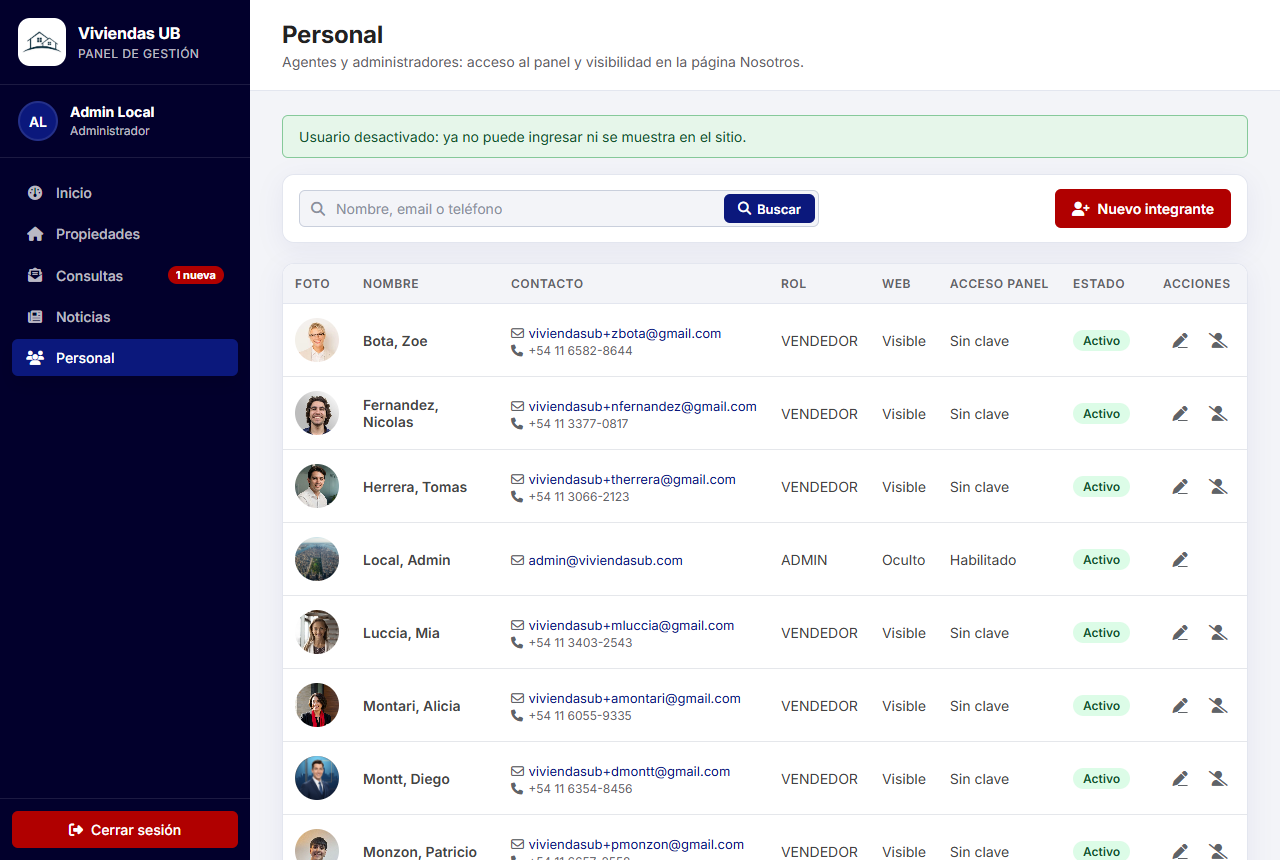 Viviendas UB
PANEL DE GESTIÓN
AL
Admin Local
Administrador
Inicio
Propiedades
Consultas
1 nueva
Noticias
Personal
Cerrar sesión
Personal
Agentes y administradores: acceso al panel y visibilidad en la página Nosotros.
Usuario desactivado: ya no puede ingresar ni se muestra en el sitio.
Nombre, email o teléfono
Buscar
Nuevo integrante
FOTO NOMBRE CONTACTO ROL WEB ACCESO PANEL ESTADO ACCIONES
Bota, Zoe
viviendasub+zbota@gmail.com
+54 11 6582-8644
VENDEDOR Visible Sin clave Activo
Fernandez,
Nicolas
viviendasub+nfernandez@gmail.com
+54 11 3377-0817
VENDEDOR Visible Sin clave Activo
Herrera, Tomas
viviendasub+therrera@gmail.com
+54 11 3066-2123
VENDEDOR Visible Sin clave Activo
Local, Admin
admin@viviendasub.com
ADMIN Oculto Habilitado Activo
Luccia, Mia
viviendasub+mluccia@gmail.com
+54 11 3403-2543
VENDEDOR Visible Sin clave Activo
Montari, Alicia
viviendasub+amontari@gmail.com
+54 11 6055-9335
VENDEDOR Visible Sin clave Activo
Montt, Diego
viviendasub+dmontt@gmail.com
+54 11 6354-8456
VENDEDOR Visible Sin clave Activo
Monzon, Patricio
viviendasub+pmonzon@gmail.com
VENDEDOR Visible Sin clave Activo